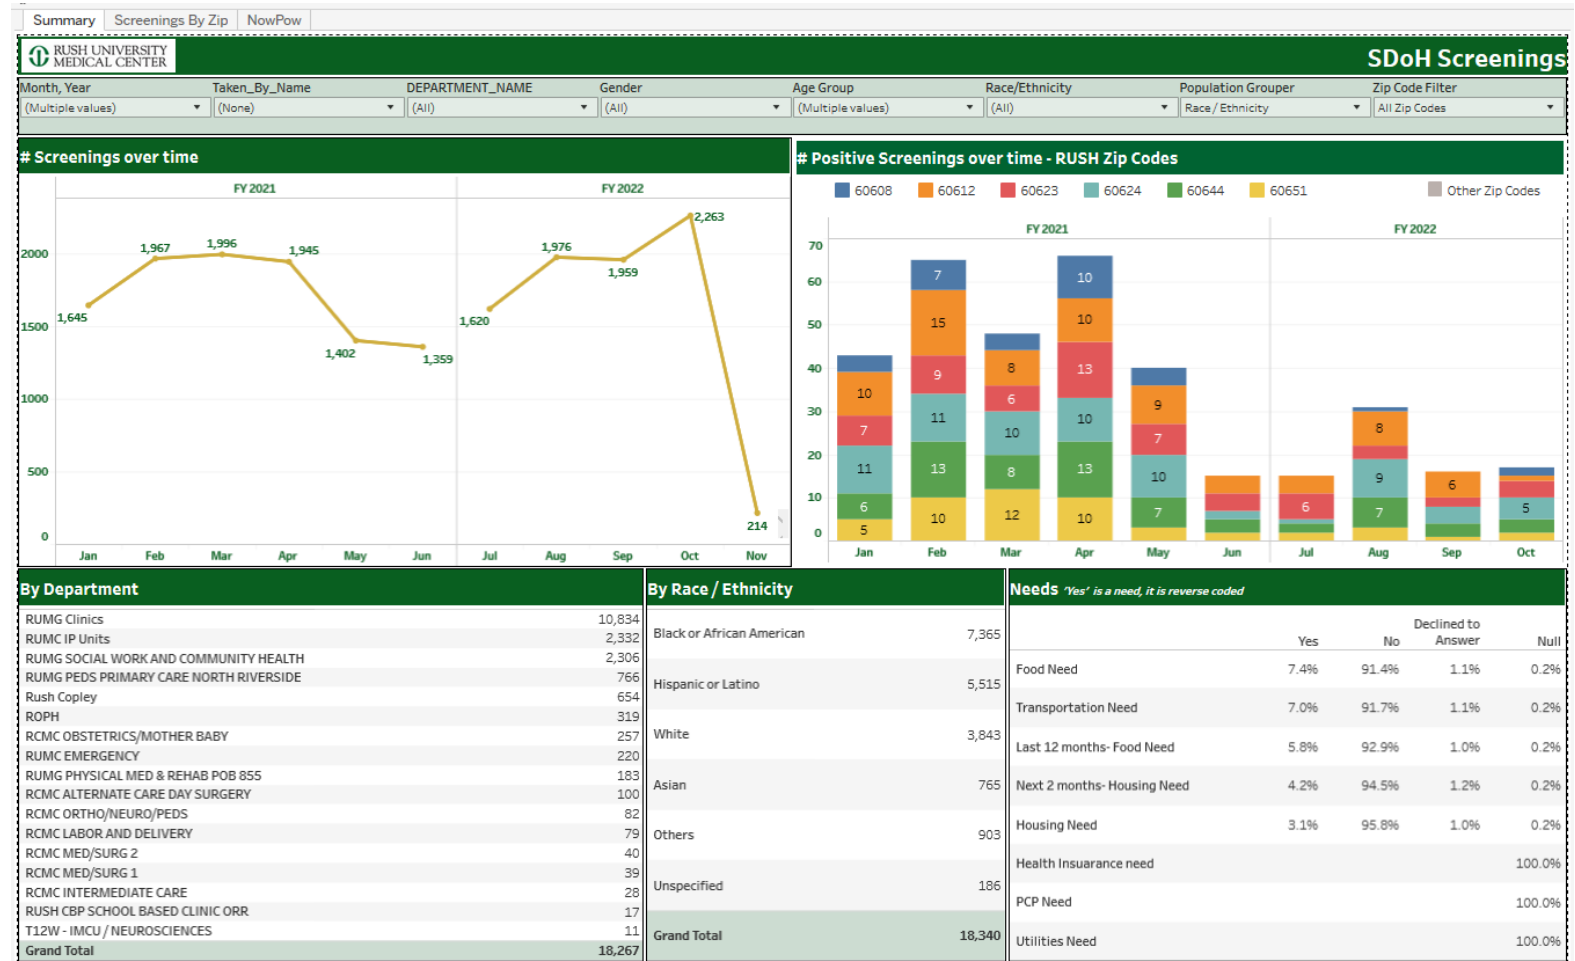 Summary Screenings By Zip NowPow
RUSH UNIVERSITY
MEDICAL CENTER
SDoH Screenings
Month, Year Taken_By_Name DEPARTMENT_NAME Gender Age Group Race/Ethnicity Population Grouper Zip Code Filter
(Multiple values) (None) (All) (All) (Multiple values) (All) Race / Ethnicity All Zip Codes
# Screenings over time
FY 2021 FY 2022
2000
1500
1000
500
0
1,645
1,967
1,996
1,945
1,402
1,359
1,620
1,976
1,959
2,263
214
Jan Feb Mar Apr May Jun Jul Aug Sep Oct Nov
# Positive Screenings over time - RUSH Zip Codes
60608 60612 60623 60624 60644 60651 Other Zip Codes
FY 2021 FY 2022
70
60
50
40
30
20
10
0
10
7
11
6
5
7
15
9
11
13
10
8
6
10
8
12
10
10
13
10
13
10
9
7
10
7
6
8
9
7
6
5
Jan Feb Mar Apr May Jun Jul Aug Sep Oct
By Department
RUMG Clinics 10,834
RUMC IP Units 2,332
RUMG SOCIAL WORK AND COMMUNITY HEALTH 2,306
RUMG PEDS PRIMARY CARE NORTH RIVERSIDE 766
Rush Copley 654
ROPH 319
RCMC OBSTETRICS/MOTHER BABY 257
RUMC EMERGENCY 220
RUMG PHYSICAL MED & REHAB POB 855 183
RCMC ALTERNATE CARE DAY SURGERY 100
RCMC ORTHO/NEURO/PEDS 82
RCMC LABOR AND DELIVERY 79
RCMC MED/SURG 2 40
RCMC MED/SURG 1 39
RCMC INTERMEDIATE CARE 28
RUSH CBP SCHOOL BASED CLINIC ORR 17
T12W - IMCU / NEUROSCIENCES 11
Grand Total 18,267
By Race / Ethnicity
Black or African American 7,365
Hispanic or Latino 5,515
White 3,843
Asian 765
Others 903
Unspecified 186
Grand Total 18,340
Needs 'Yes' is a need, it is reverse coded
Yes No Declined to Answer Null
Food Need 7.4% 91.4% 1.1% 0.2%
Transportation Need 7.0% 91.7% 1.1% 0.2%
Last 12 months- Food Need 5.8% 92.9% 1.0% 0.2%
Next 2 months- Housing Need 4.2% 94.5% 1.2% 0.2%
Housing Need 3.1% 95.8% 1.0% 0.2%
Health Insuarance need 100.0%
PCP Need 100.0%
Utilities Need 100.0%